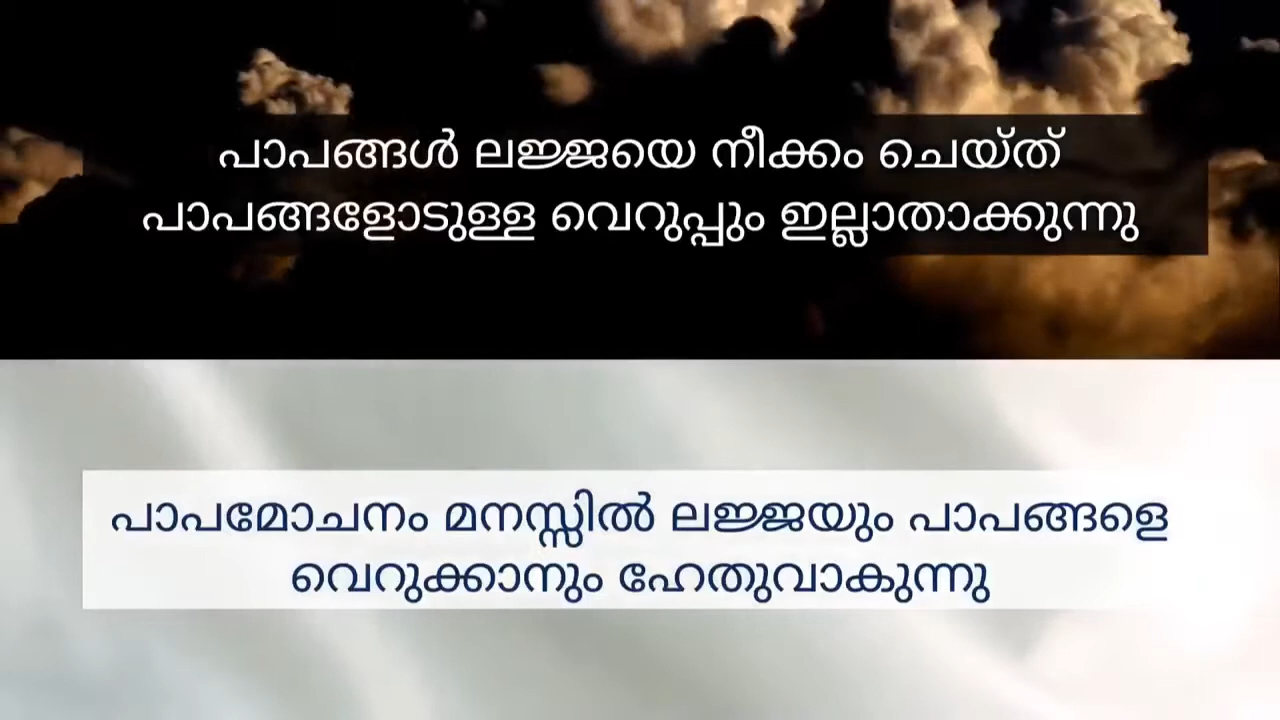 പാപങ്ങൾ ലജ്ജയെ നീക്കം ചെയ്ത്
പാപങ്ങളോടുള്ള വെറുപ്പും ഇല്ലാതാക്കുന്നു
പാപമോചനം മനസ്സിൽ ലജ്ജയും പാപങ്ങളെ
വെറുക്കാനും ഹേതുവാകുന്നു